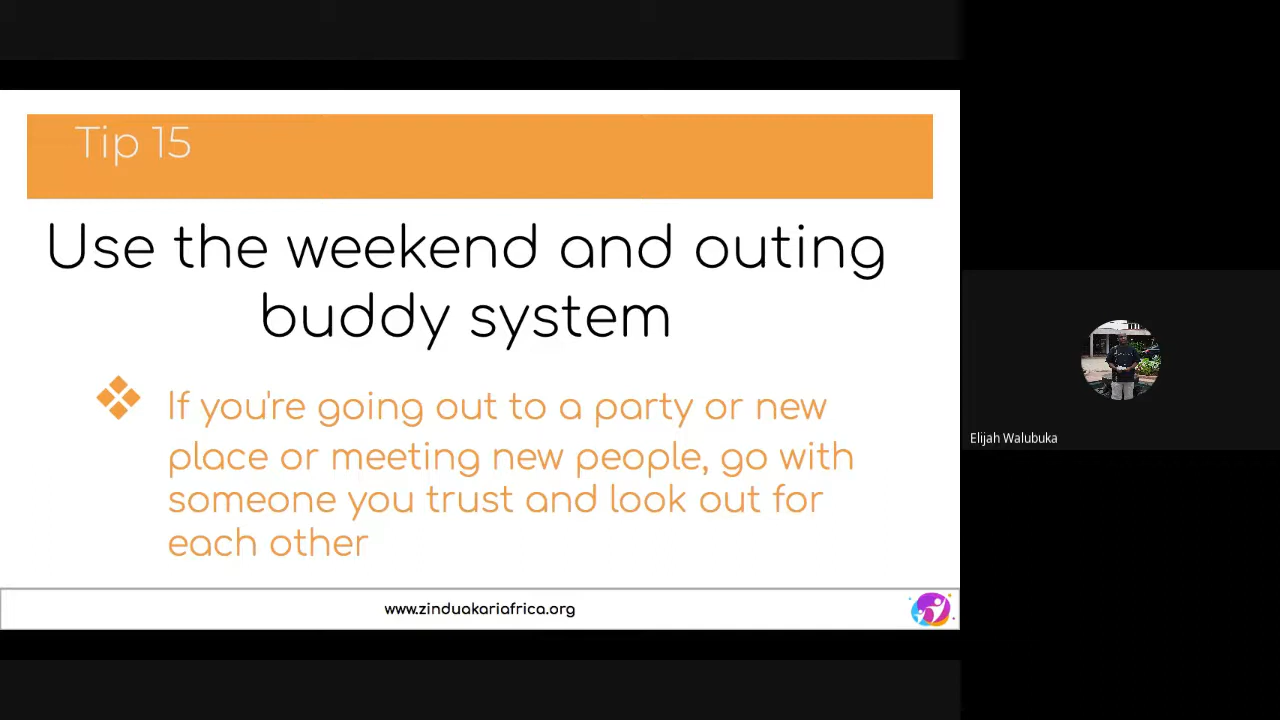 Tip 15
Use the weekend and outing
buddy system
If you're going out to a party or new
place or meeting new people, go with
someone you trust and look out for
each other
www.zinduakariafrica.org
Elijah Walubuka